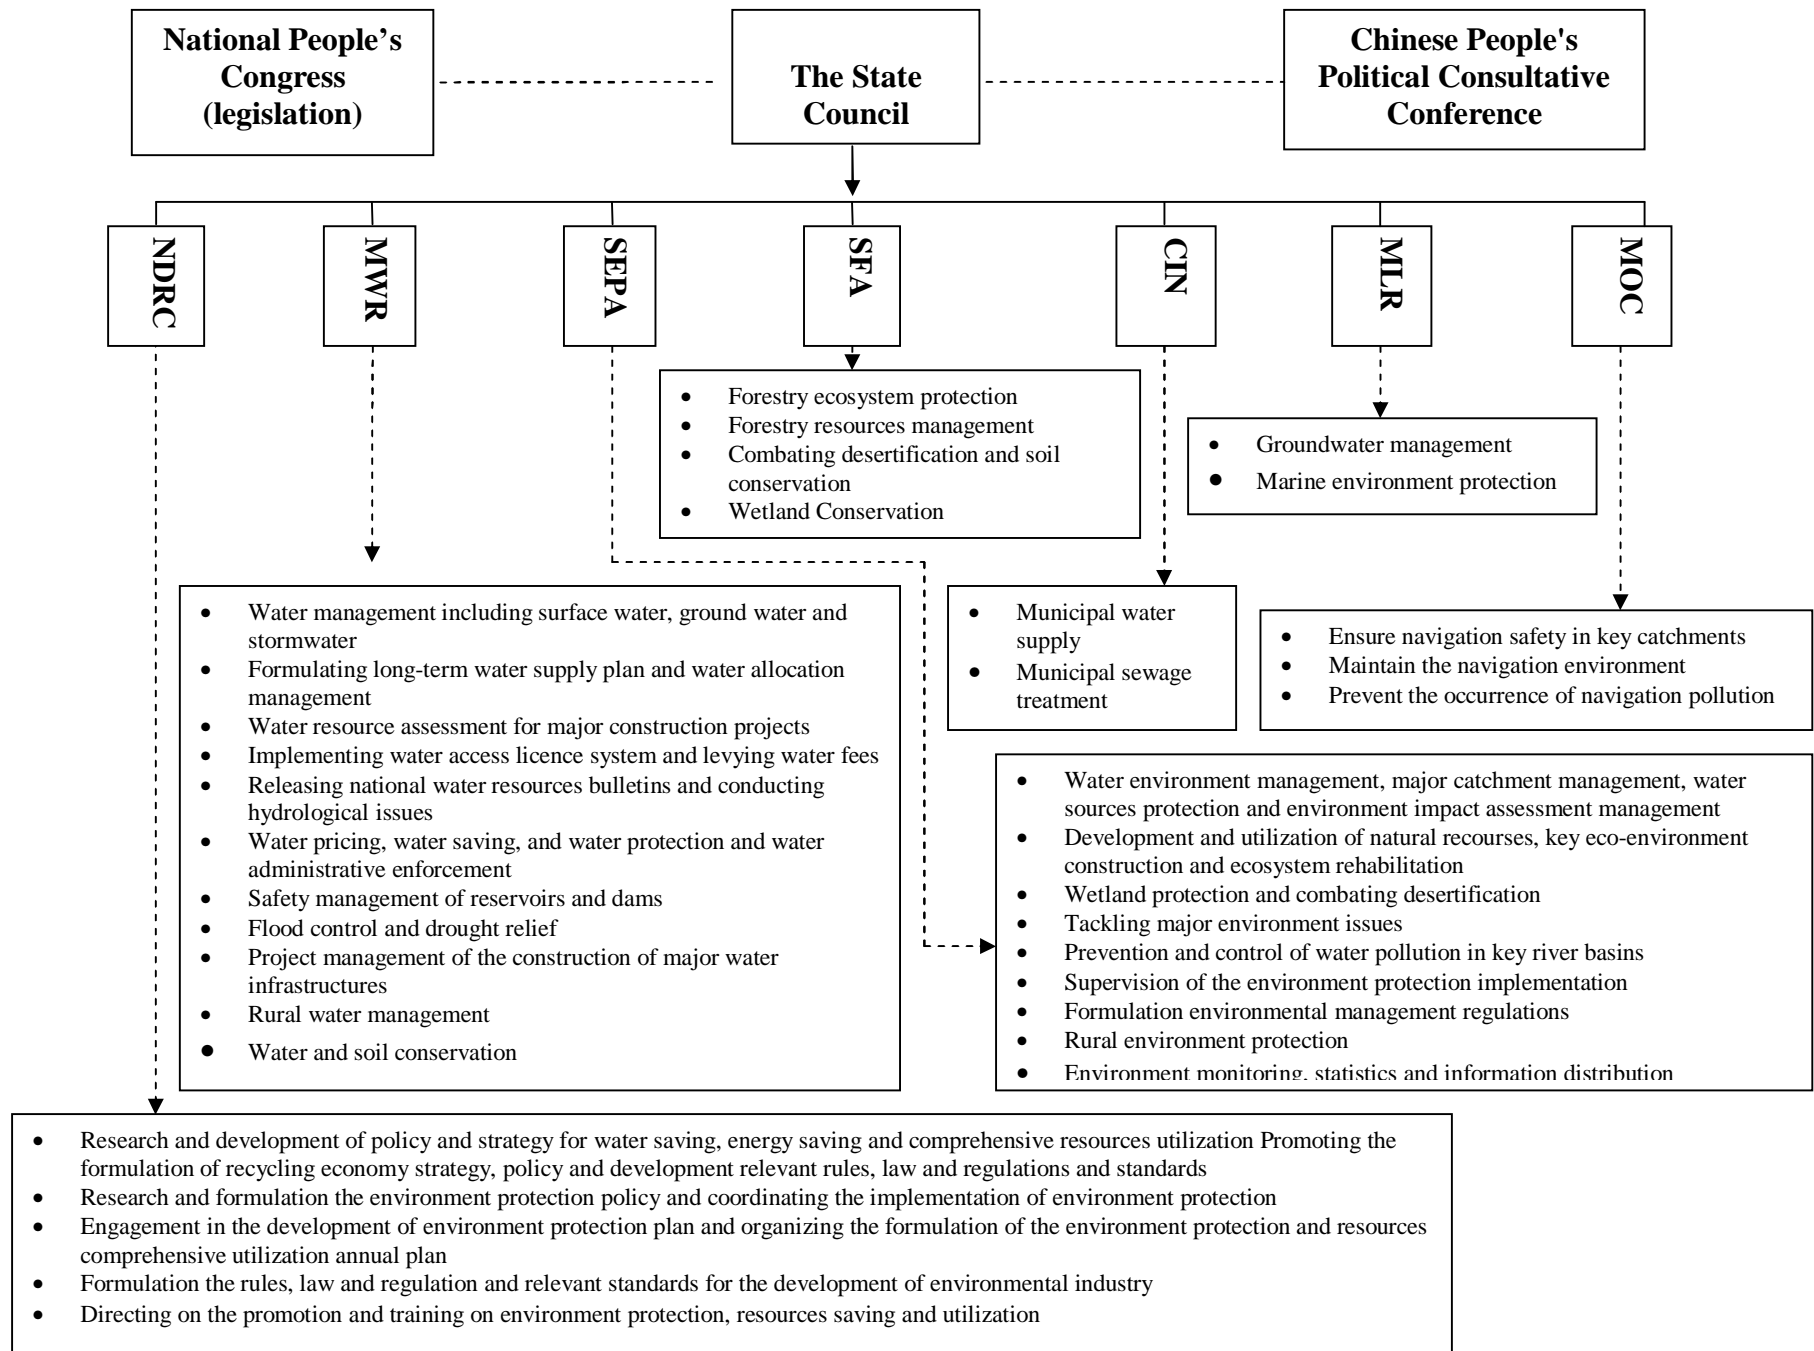 National People’s
Congress
(legislation)
The State
Council
Chinese People's
Political Consultative
Conference
NDRC
MWR
SEPA
SFA
CIN
MLR
MOC
• Forestry ecosystem protection
• Forestry resources management
• Combating desertification and soil
conservation
• Wetland Conservation
• Groundwater management
• Marine environment protection
• Water management including surface water, ground water and
stormwater
• Formulating long-term water supply plan and water allocation
management
• Water resource assessment for major construction projects
• Implementing water access licence system and levying water fees
• Releasing national water resources bulletins and conducting
hydrological issues
• Water pricing, water saving, and water protection and water
administrative enforcement
• Safety management of reservoirs and dams
• Flood control and drought relief
• Project management of the construction of major water
infrastructures
• Rural water management
• Water and soil conservation
• Municipal water
supply
• Municipal sewage
treatment
• Ensure navigation safety in key catchments
• Maintain the navigation environment
• Prevent the occurrence of navigation pollution
• Water environment management, major catchment management, water
sources protection and environment impact assessment management
• Development and utilization of natural recourses, key eco-environment
construction and ecosystem rehabilitation
• Wetland protection and combating desertification
• Tackling major environment issues
• Prevention and control of water pollution in key river basins
• Supervision of the environment protection implementation
• Formulation environmental management regulations
• Rural environment protection
• Environment monitoring, statistics and information distribution
• Research and development of policy and strategy for water saving, energy saving and comprehensive resources utilization Promoting the
formulation of recycling economy strategy, policy and development relevant rules, law and regulations and standards
• Research and formulation the environment protection policy and coordinating the implementation of environment protection
• Engagement in the development of environment protection plan and organizing the formulation of the environment protection and resources
comprehensive utilization annual plan
• Formulation the rules, law and regulation and relevant standards for the development of environmental industry
• Directing on the promotion and training on environment protection, resources saving and utilization